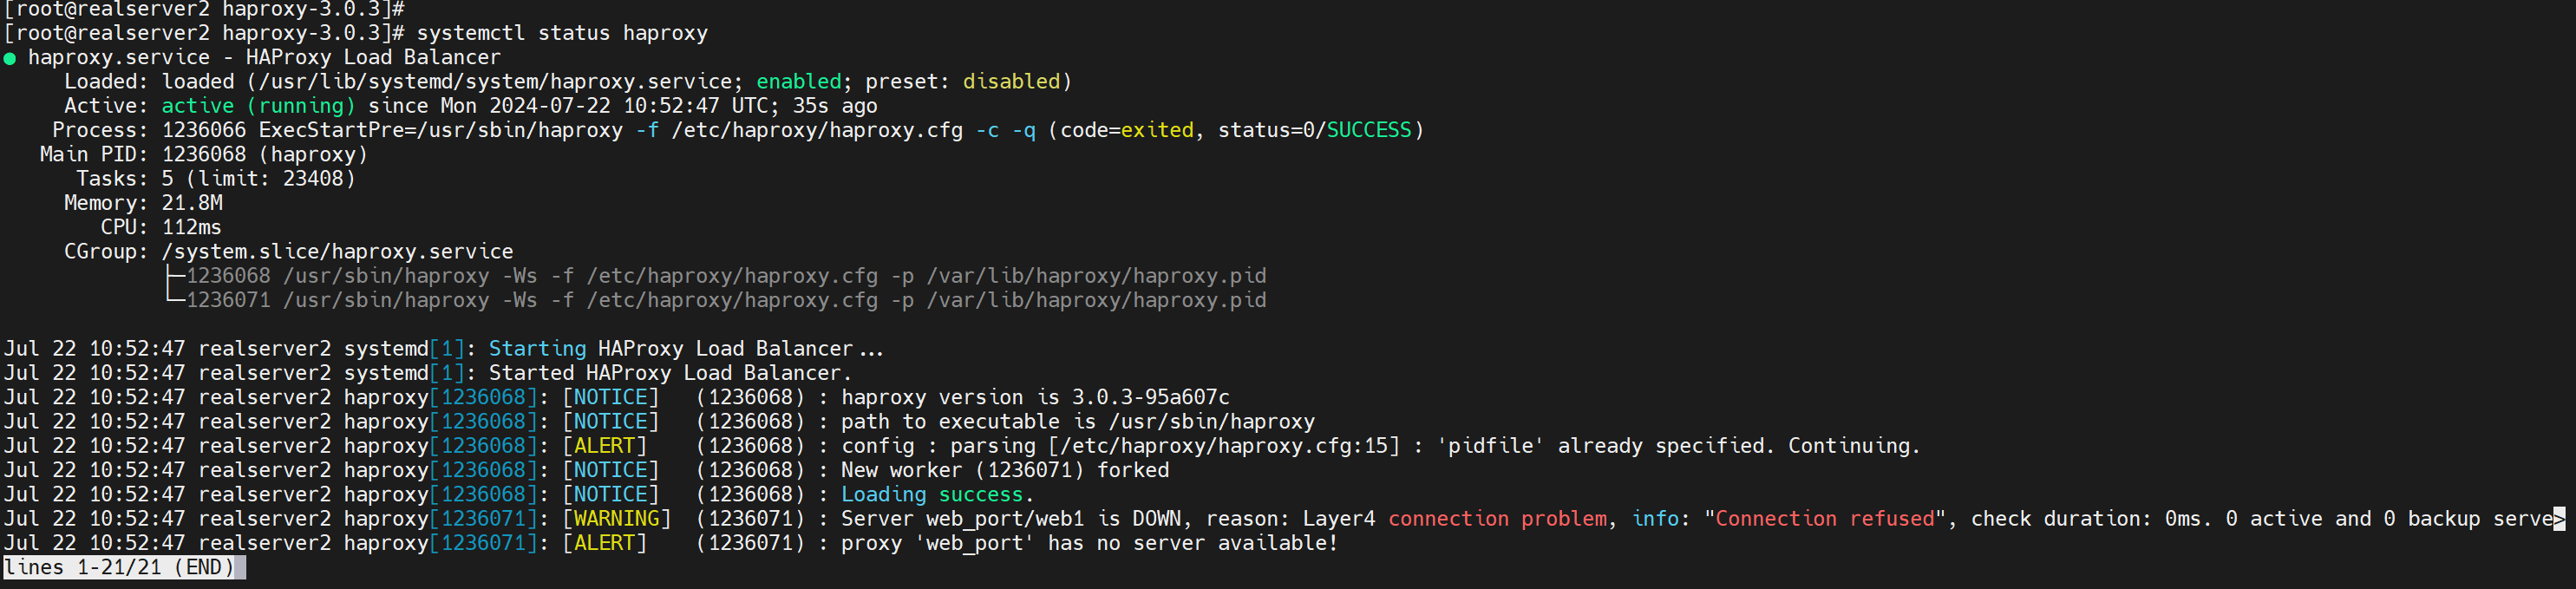 [root@realserver2 haproxy-3.0.3]#
[root@realserver2 haproxy-3.0.3]# systemctl status haproxy
● haproxy.service - HAProxy Load Balancer
     Loaded: loaded (/usr/lib/systemd/system/haproxy.service; enabled; preset: disabled)
     Active: active (running) since Mon 2024-07-22 10:52:47 UTC; 35s ago
    Process: 1236066 ExecStartPre=/usr/sbin/haproxy -f /etc/haproxy/haproxy.cfg -c -q (code=exited, status=0/SUCCESS)
   Main PID: 1236068 (haproxy)
      Tasks: 5 (limit: 23408)
     Memory: 21.8M
        CPU: 112ms
     CGroup: /system.slice/haproxy.service
             ├─1236068 /usr/sbin/haproxy -Ws -f /etc/haproxy/haproxy.cfg -p /var/lib/haproxy/haproxy.pid
             └─1236071 /usr/sbin/haproxy -Ws -f /etc/haproxy/haproxy.cfg -p /var/lib/haproxy/haproxy.pid
Jul 22 10:52:47 realserver2 systemd[1]: Starting HAProxy Load Balancer...
Jul 22 10:52:47 realserver2 systemd[1]: Started HAProxy Load Balancer.
Jul 22 10:52:47 realserver2 haproxy[1236068]: [NOTICE]   (1236068) : haproxy version is 3.0.3-95a607c
Jul 22 10:52:47 realserver2 haproxy[1236068]: [NOTICE]   (1236068) : path to executable is /usr/sbin/haproxy
Jul 22 10:52:47 realserver2 haproxy[1236068]: [ALERT]    (1236068) : config : parsing [/etc/haproxy/haproxy.cfg:15] : 'pidfile' already specified. Continuing.
Jul 22 10:52:47 realserver2 haproxy[1236068]: [NOTICE]   (1236068) : New worker (1236071) forked
Jul 22 10:52:47 realserver2 haproxy[1236068]: [NOTICE]   (1236068) : Loading success.
Jul 22 10:52:47 realserver2 haproxy[1236071]: [WARNING]  (1236071) : Server web_port/web1 is DOWN, reason: Layer4 connection problem, info: "Connection refused", check duration: 0ms. 0 active and 0 backup serve>
Jul 22 10:52:47 realserver2 haproxy[1236071]: [ALERT]    (1236071) : proxy 'web_port' has no server available!
lines 1-21/21 (END)